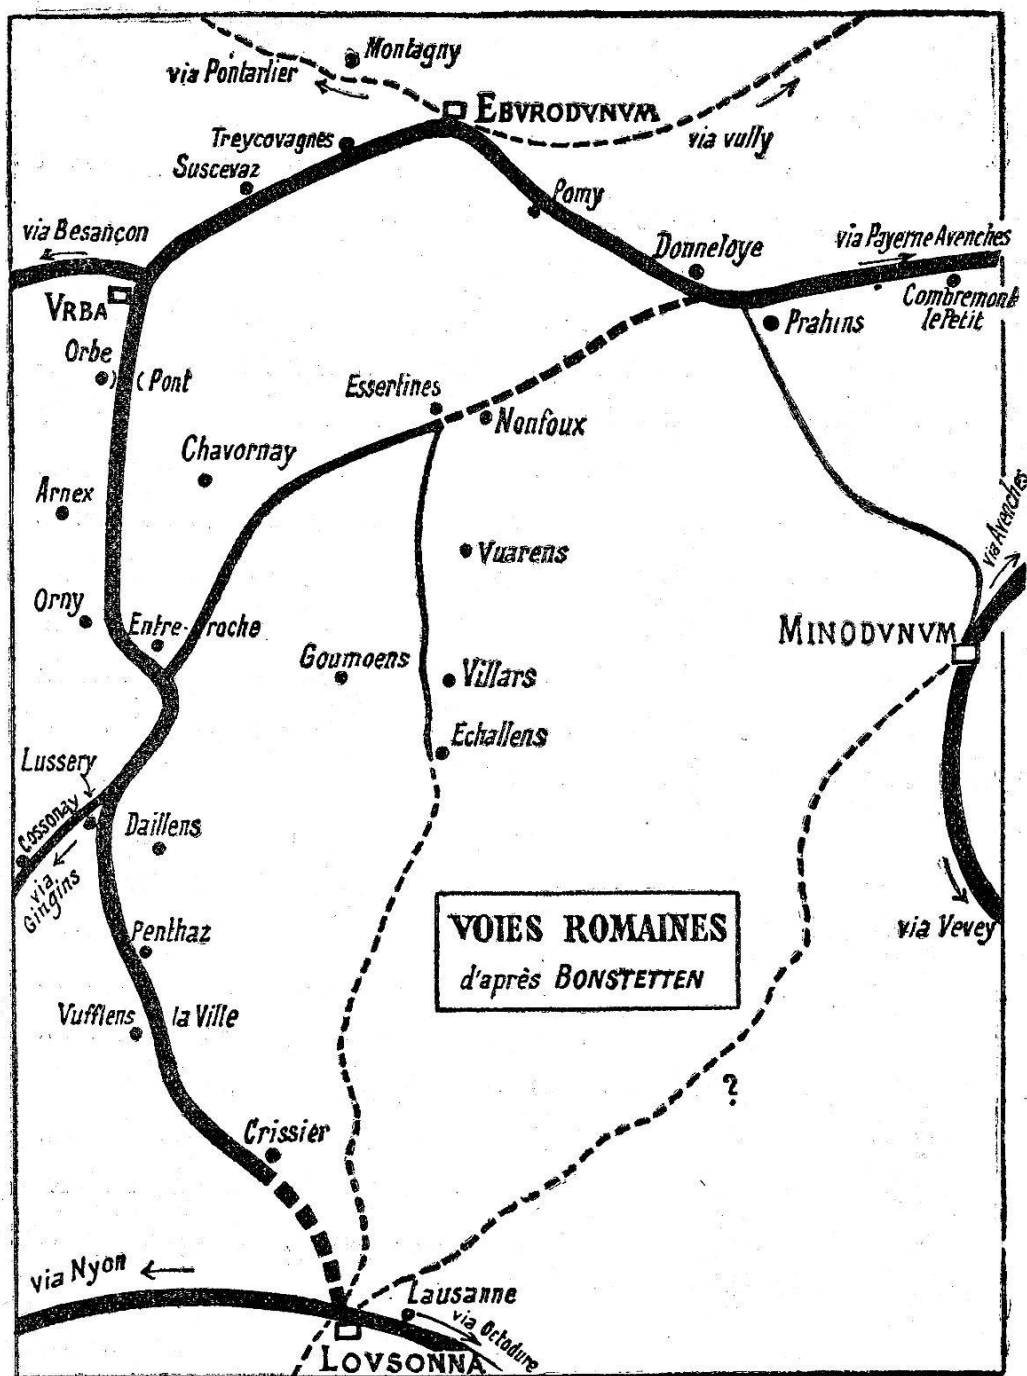 Montagny
via Pontarlier
EBVRODVNVM
via vully
Treycovagnes
Suscevaz
Pomy
via Besançon
Donneloye
via Payerne Avenches
VRBA
Combremont
le Petit
Prahins
Orbe
Pont
Essertines
Nonfoux
Chavornay
Arnex
via Avenches
Vuarens
Orny
Entre-roche
MINODVNVM
Goumoens
Villars
Echallens
Lussery
Cossonay
Daillens
via
Gingins
VOIES ROMAINES
d'après BONSTETTEN
via Vevey
Penthaz
Vufflens la Ville
?
Crissier
via Nyon
Lausanne
via Octodure
LOVSONNA